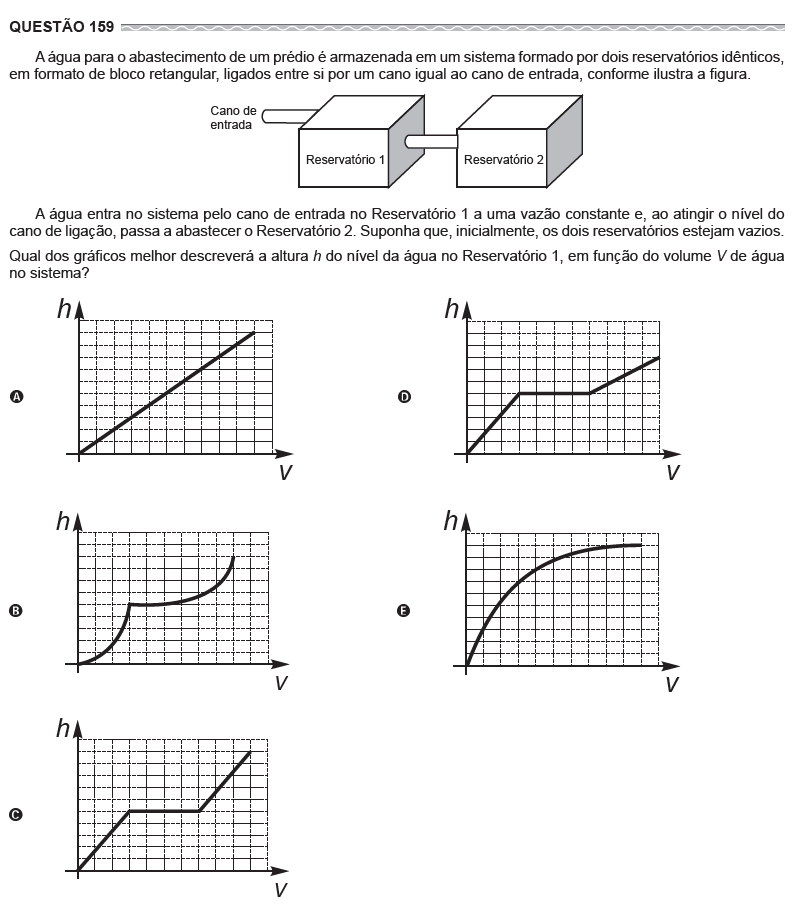 QUESTÃO 159
A água para o abastecimento de um prédio é armazenada em um sistema formado por dois reservatórios idênticos,
em formato de bloco retangular, ligados entre si por um cano igual ao cano de entrada, conforme ilustra a figura.
Cano de
entrada
Reservatório 1
Reservatório 2
A água entra no sistema pelo cano de entrada no Reservatório 1 a uma vazão constante e, ao atingir o nível do
cano de ligação, passa a abastecer o Reservatório 2. Suponha que, inicialmente, os dois reservatórios estejam vazios.
Qual dos gráficos melhor descreverá a altura h do nível da água no Reservatório 1, em função do volume V de água
no sistema?
h
A
V
h
D
V
h
B
V
h
E
V
h
C
V